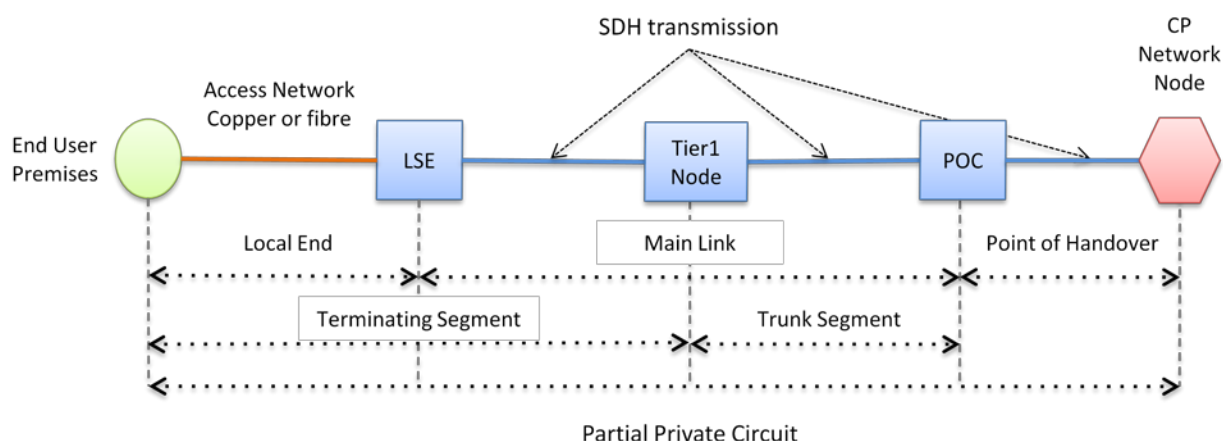 SDH transmission
CP
Network
Node
Access Network
Copper or fibre
End User
Premises
LSE
Tier1
Node
POC
Local End
Main Link
Point of Handover
Terminating Segment
Trunk Segment
Partial Private Circuit